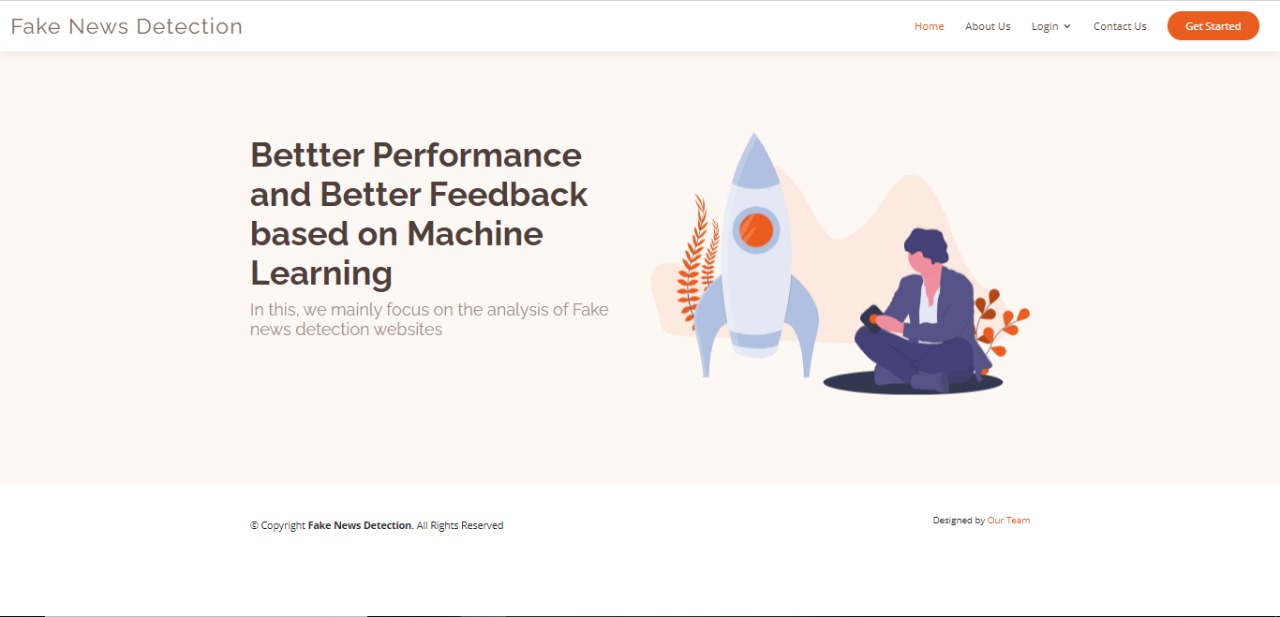 Fake News Detection
Home About Us Login Contact Us Get Started
Bettter Performance
and Better Feedback
based on Machine
Learning
In this, we mainly focus on the analysis of Fake
news detection websites
© Copyright Fake News Detection. All Rights Reserved
Designed by Our Team